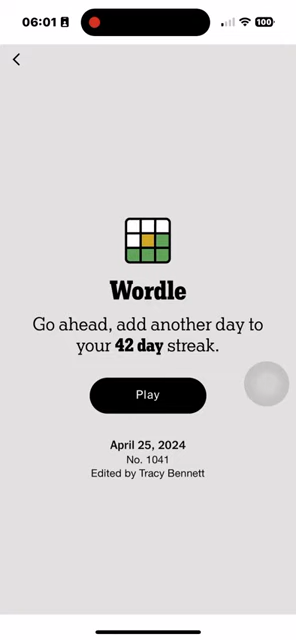 06:01
100
Wordle
Go ahead, add another day to
your 42 day streak.
Play
April 25, 2024
No. 1041
Edited by Tracy Bennett